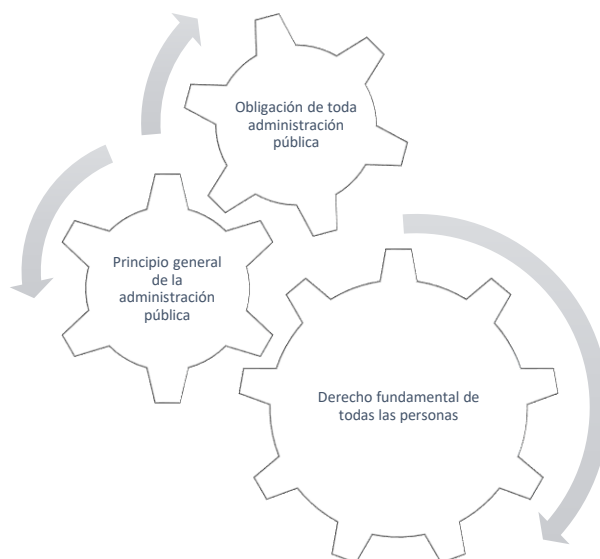 Obligación de toda
administración
pública
Principio general
de la
administración
pública
Derecho fundamental de
todas las personas